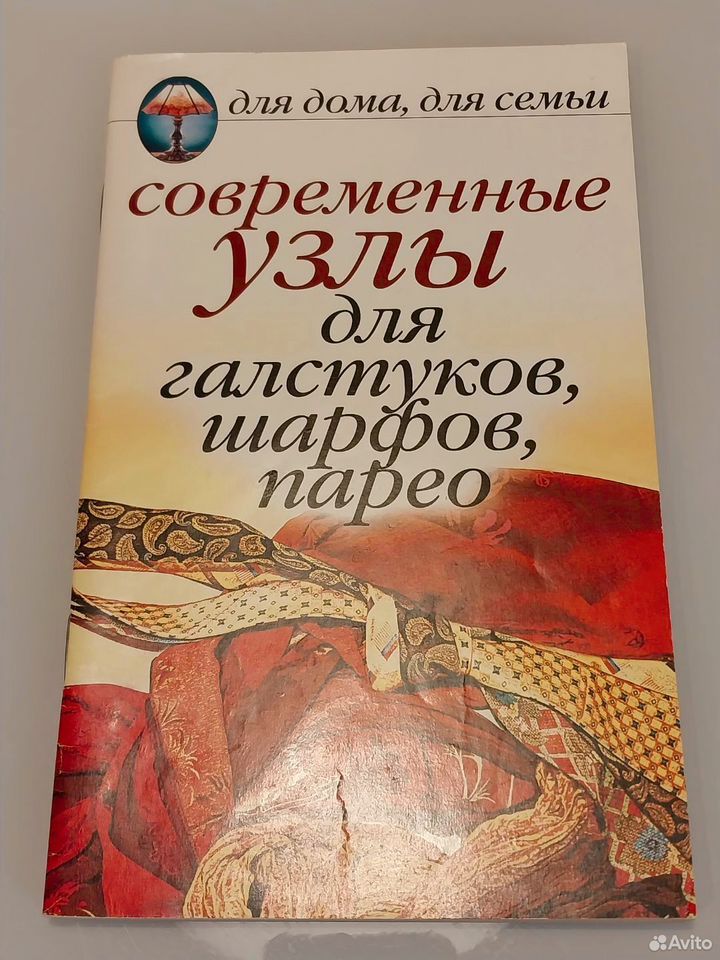 для дома, для семьи
современные
узлы
для
галстуков,
шарфов,
парео
Avito